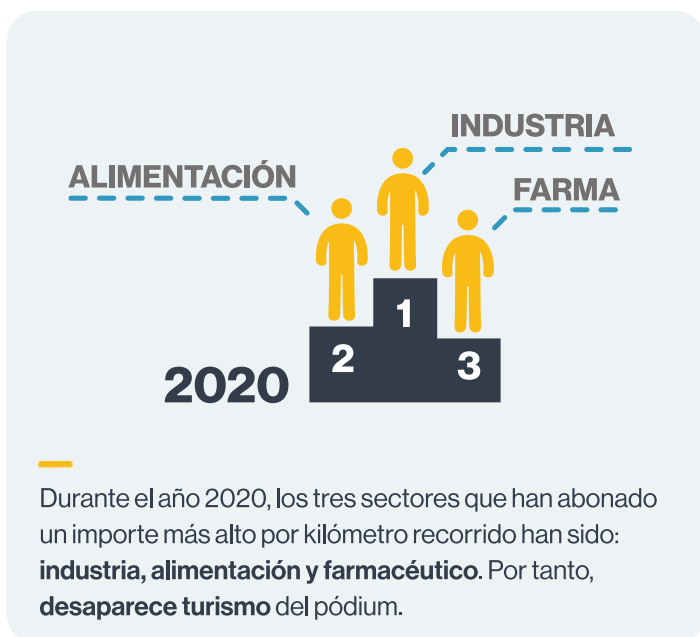 INDUSTRIA
ALIMENTACIÓN
FARMA
1
2
3
2020
Durante el año 2020, los tres sectores que han abonado
un importe más alto por kilómetro recorrido han sido:
industria, alimentación y farmacéutico. Por tanto,
desaparece turismo del pódium.